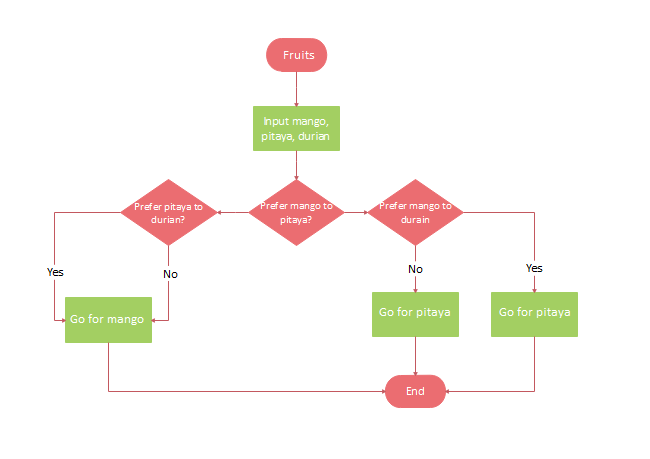 Fruits
Input mango,
pitaya, durian
Prefer pitaya to
durian?
Prefer mango to
pitaya?
Prefer mango to
durain
Yes
No
No
Yes
Go for mango
Go for pitaya
Go for pitaya
End